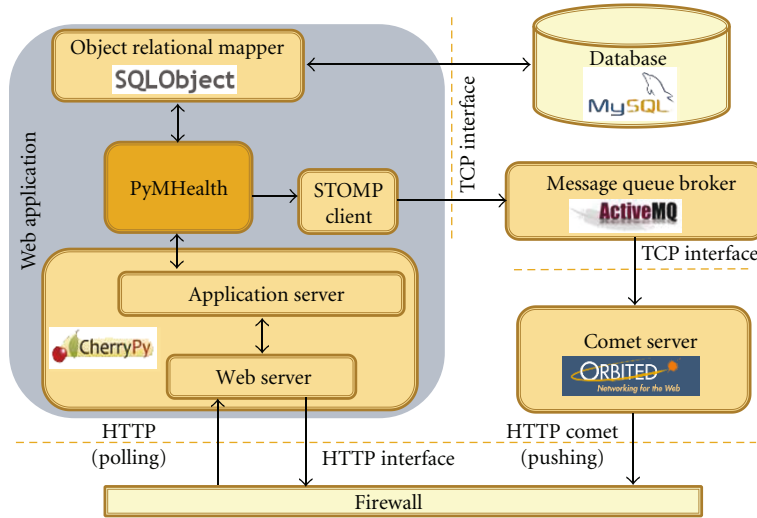 Object relational mapper
SQLObject
Database
MySQL
Web application
TCP interface
PyMHealth
STOMP
client
Message queue broker
ActiveMQ
TCP interface
Application server
CherryPy
Web server
Comet server
ORBITED
Networking for the Web
HTTP
(polling)
HTTP interface
HTTP comet
(pushing)
Firewall